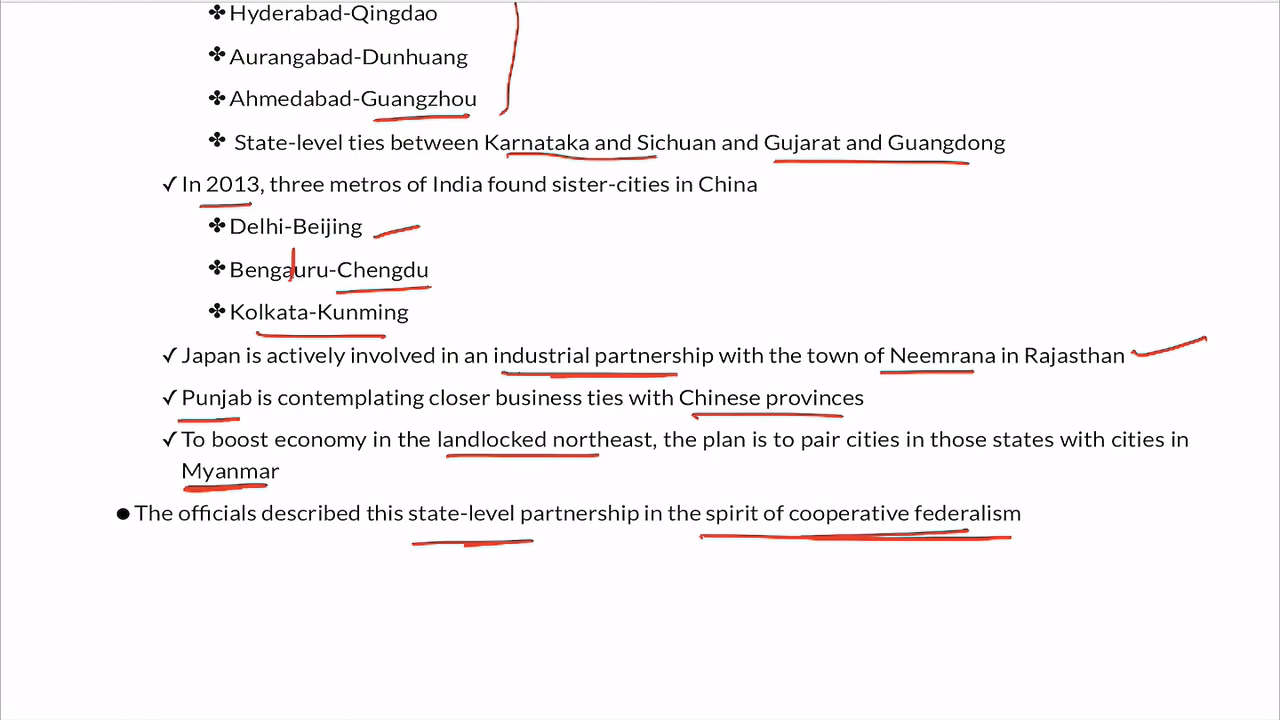 ✤ Hyderabad-Qingdao
✤ Aurangabad-Dunhuang
✤ Ahmedabad-Guangzhou
✤ State-level ties between Karnataka and Sichuan and Gujarat and Guangdong
✓ In 2013, three metros of India found sister-cities in China
✤ Delhi-Beijing
✤ Bengauru-Chengdu
✤ Kolkata-Kunming
✓ Japan is actively involved in an industrial partnership with the town of Neemrana in Rajasthan
✓ Punjab is contemplating closer business ties with Chinese provinces
✓ To boost economy in the landlocked northeast, the plan is to pair cities in those states with cities in
Myanmar
● The officials described this state-level partnership in the spirit of cooperative federalism